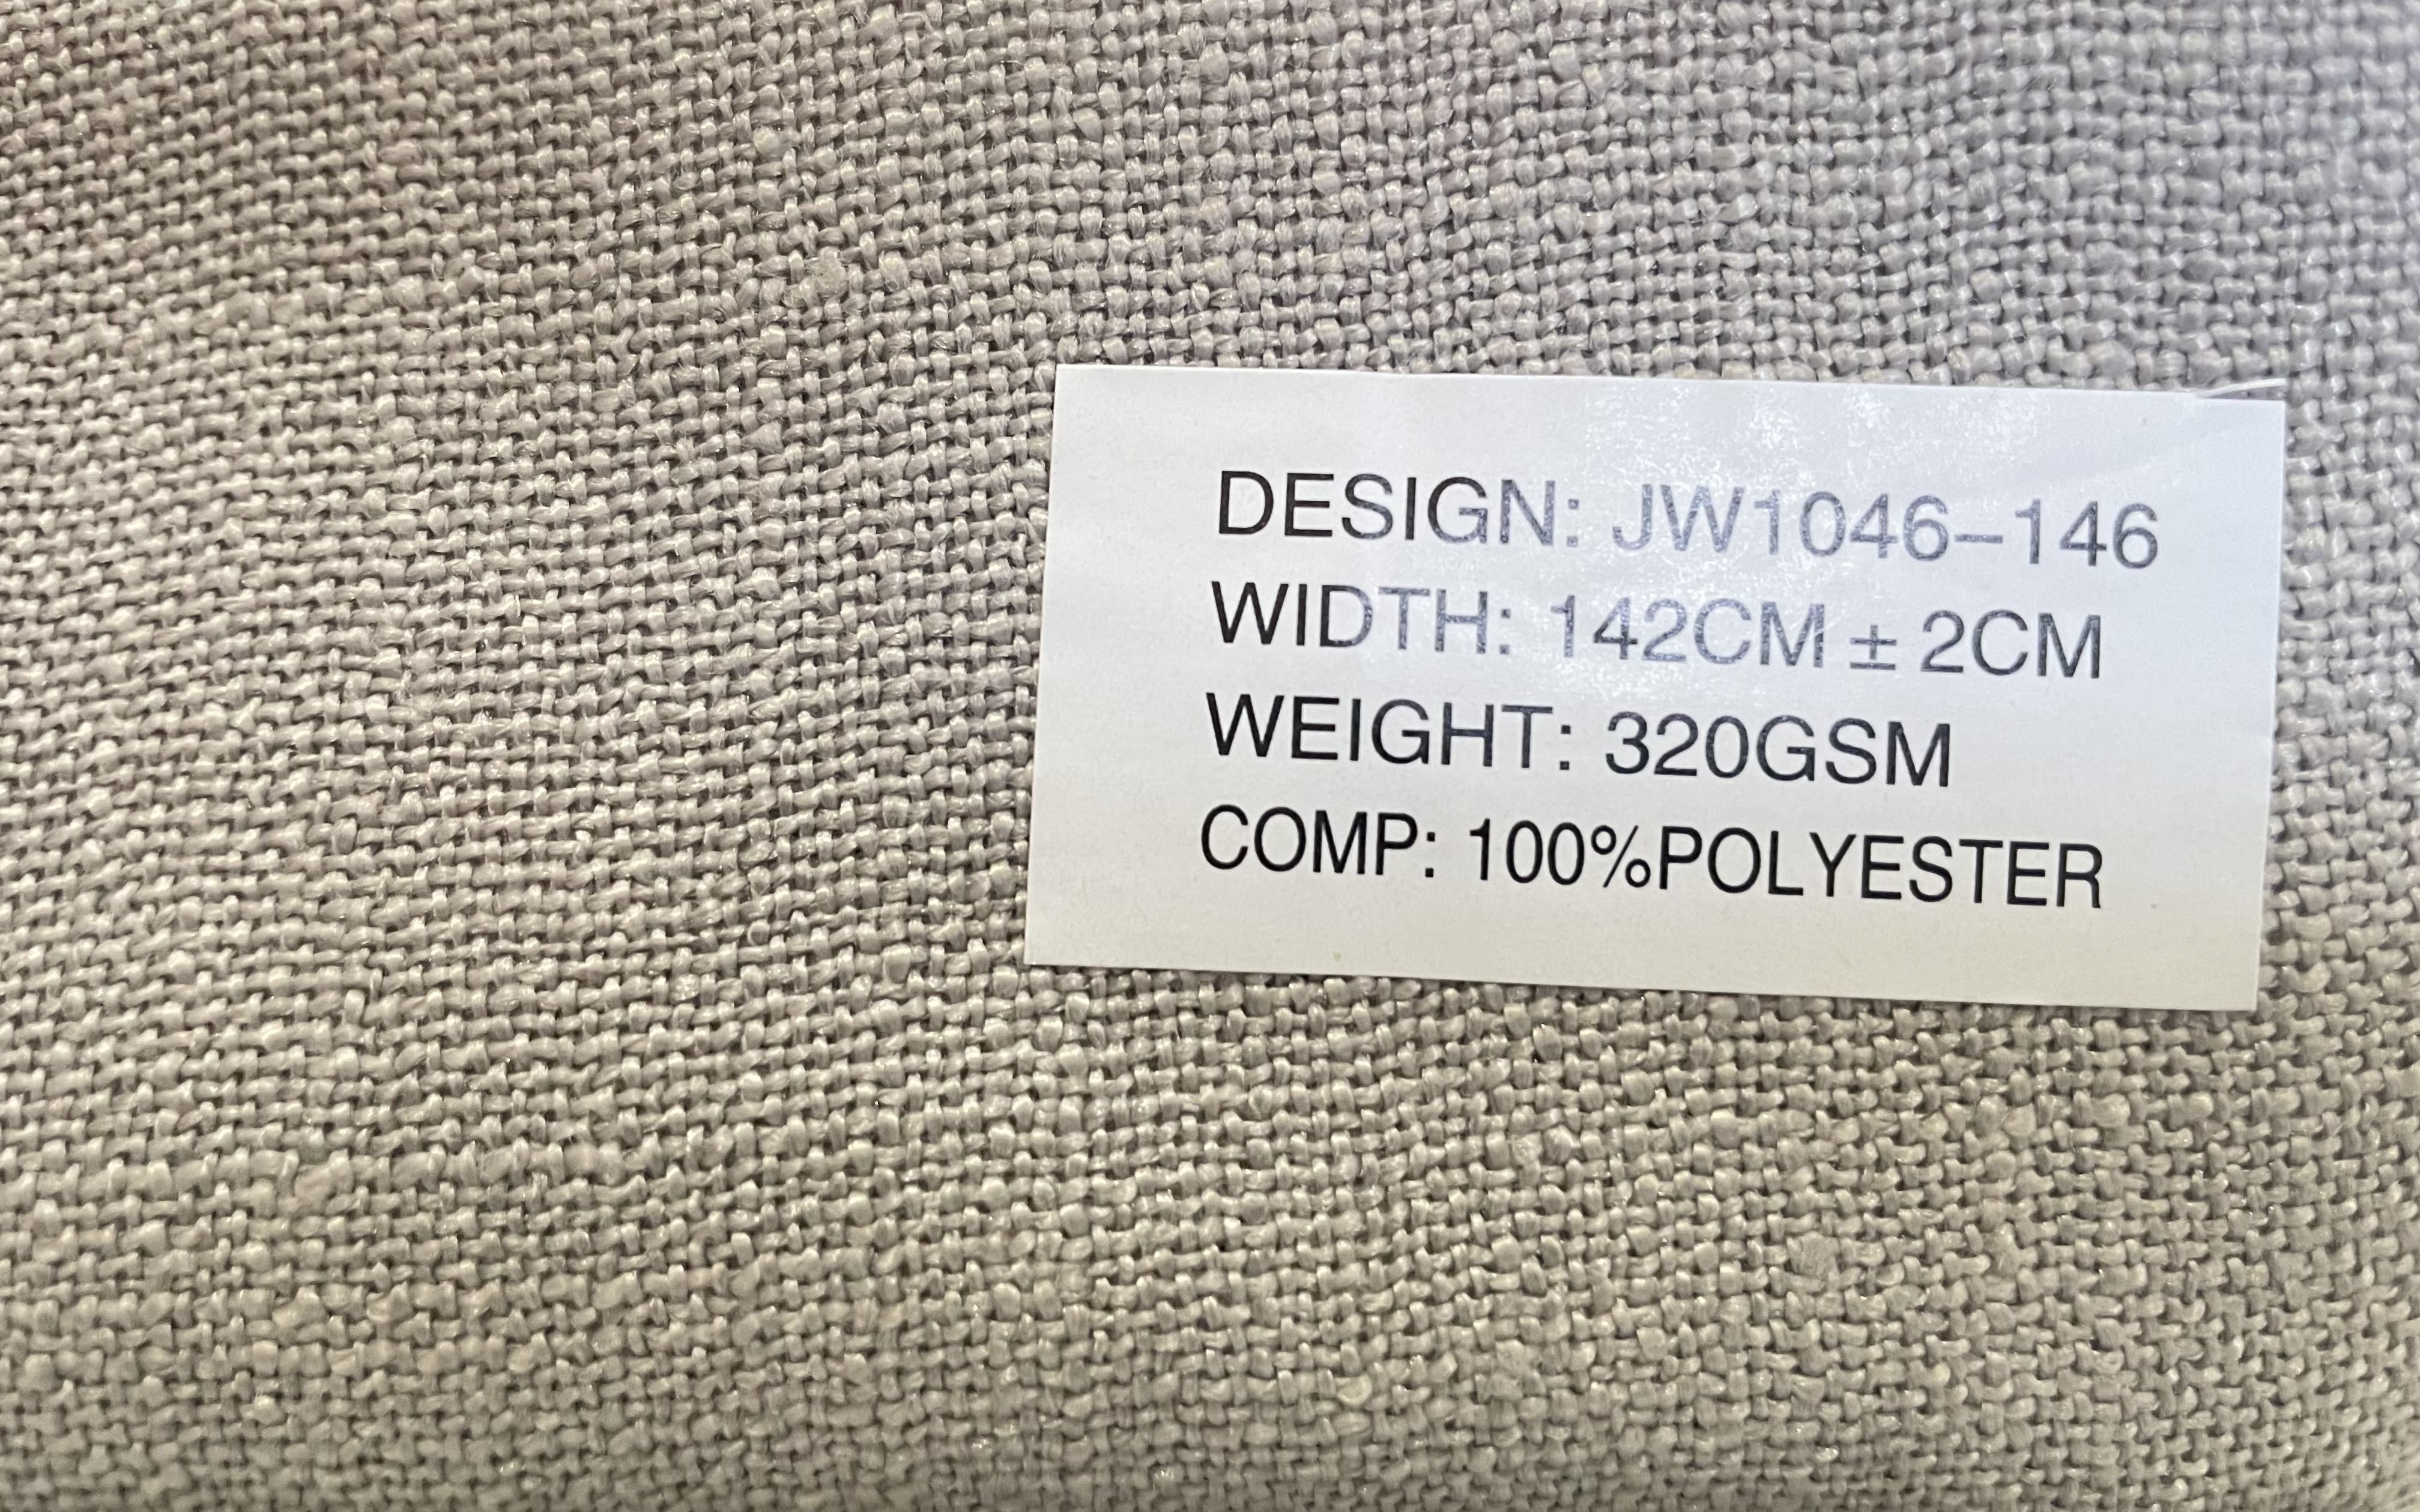 DESIGN: JW1046-146
WIDTH: 142CM ± 2CM
WEIGHT: 320GSM
COMP: 100%POLYESTER